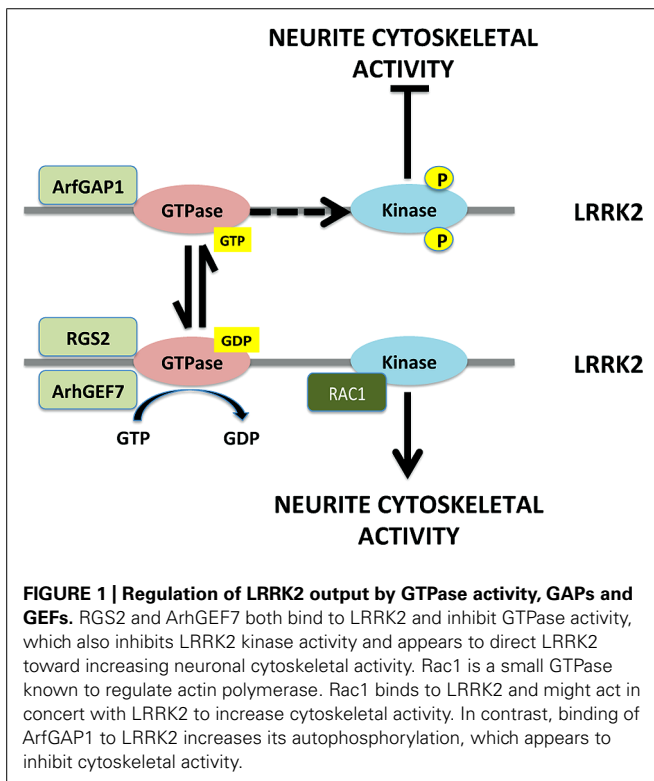 NEURITE CYTOSKELETAL
ACTIVITY
ArfGAP1
GTPase
GTP
Kinase
P
P
LRRK2
RGS2
ArhGEF7
GTPase
GDP
Kinase
RAC1
LRRK2
GTP
GDP
NEURITE CYTOSKELETAL
ACTIVITY
FIGURE 1 | Regulation of LRRK2 output by GTPase activity, GAPs and
GEFs. RGS2 and ArhGEF7 both bind to LRRK2 and inhibit GTPase activity,
which also inhibits LRRK2 kinase activity and appears to direct LRRK2
toward increasing neuronal cytoskeletal activity. Rac1 is a small GTPase
known to regulate actin polymerase. Rac1 binds to LRRK2 and might act in
concert with LRRK2 to increase cytoskeletal activity. In contrast, binding of
ArfGAP1 to LRRK2 increases its autophosphorylation, which appears to
inhibit cytoskeletal activity.